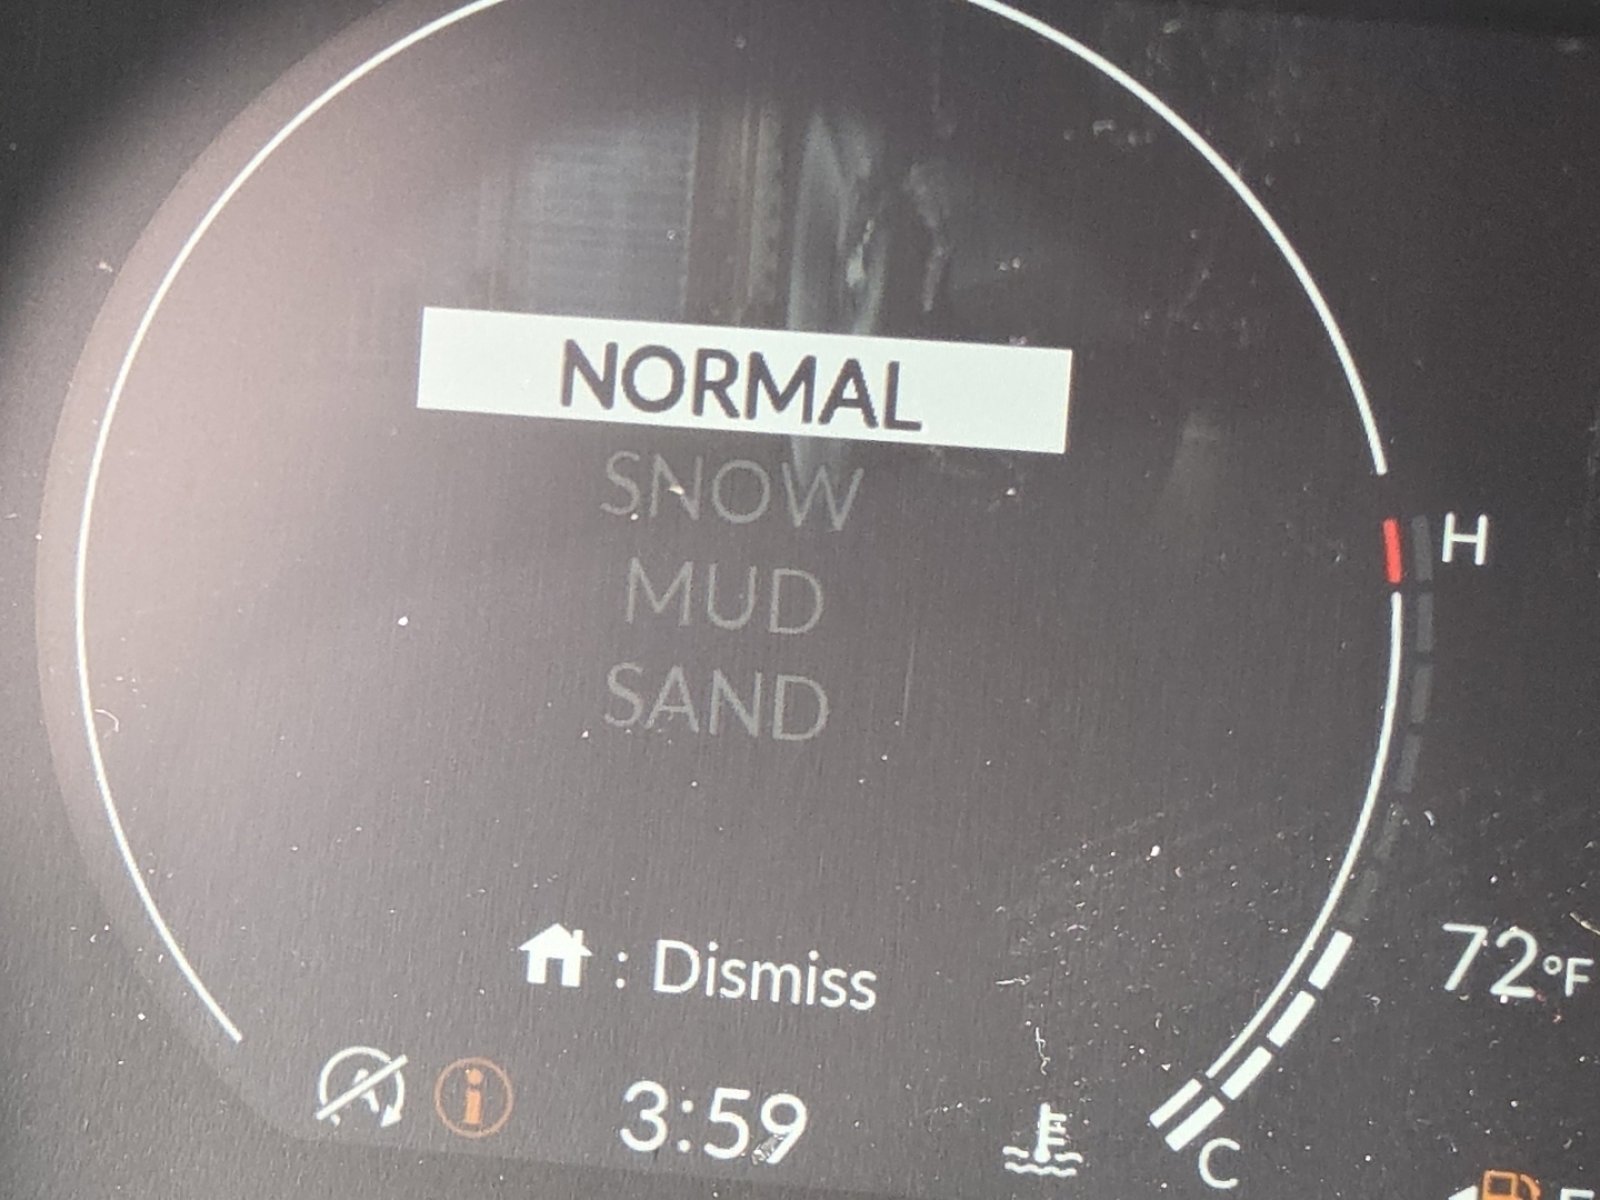 NORMAL
SNOW
MUD
SAND
H
: Dismiss
72°F
A i 3:59
C